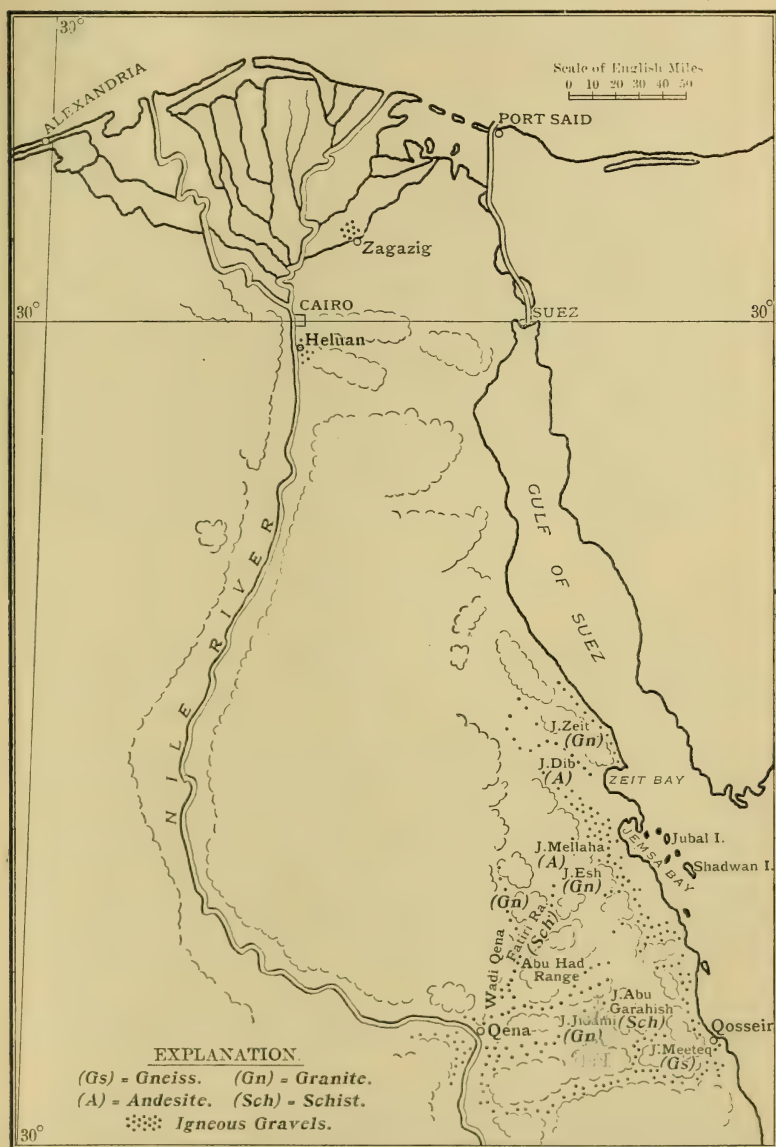 30°
Scale of English Miles
0 10 20 30 40 50
ALEXANDRIA
PORT SAID
Zagazig
CAIRO
SUEZ
30°
30°
Heluan
GULF OF SUEZ
NILE RIVER
J.Zeit
(Gn)
J.Dib
(A)
ZEIT BAY
JEMSA BAY
Jubal I.
Shadwan I.
J.Mellaha
(A)
J.Esh
(Gn)
(Gn)
Fatiri Ra.
(Sch)
Wadi Qena
Abu Had
Range
J.Abu
Garahish
(Sch)
J.Jidami
(Gn)
Qena
Qosseir
J.Meeteq
(Gs)
EXPLANATION.
(Gs) = Gneiss. (Gn) = Granite.
(A) = Andesite. (Sch) = Schist.
Igneous Gravels.
30°